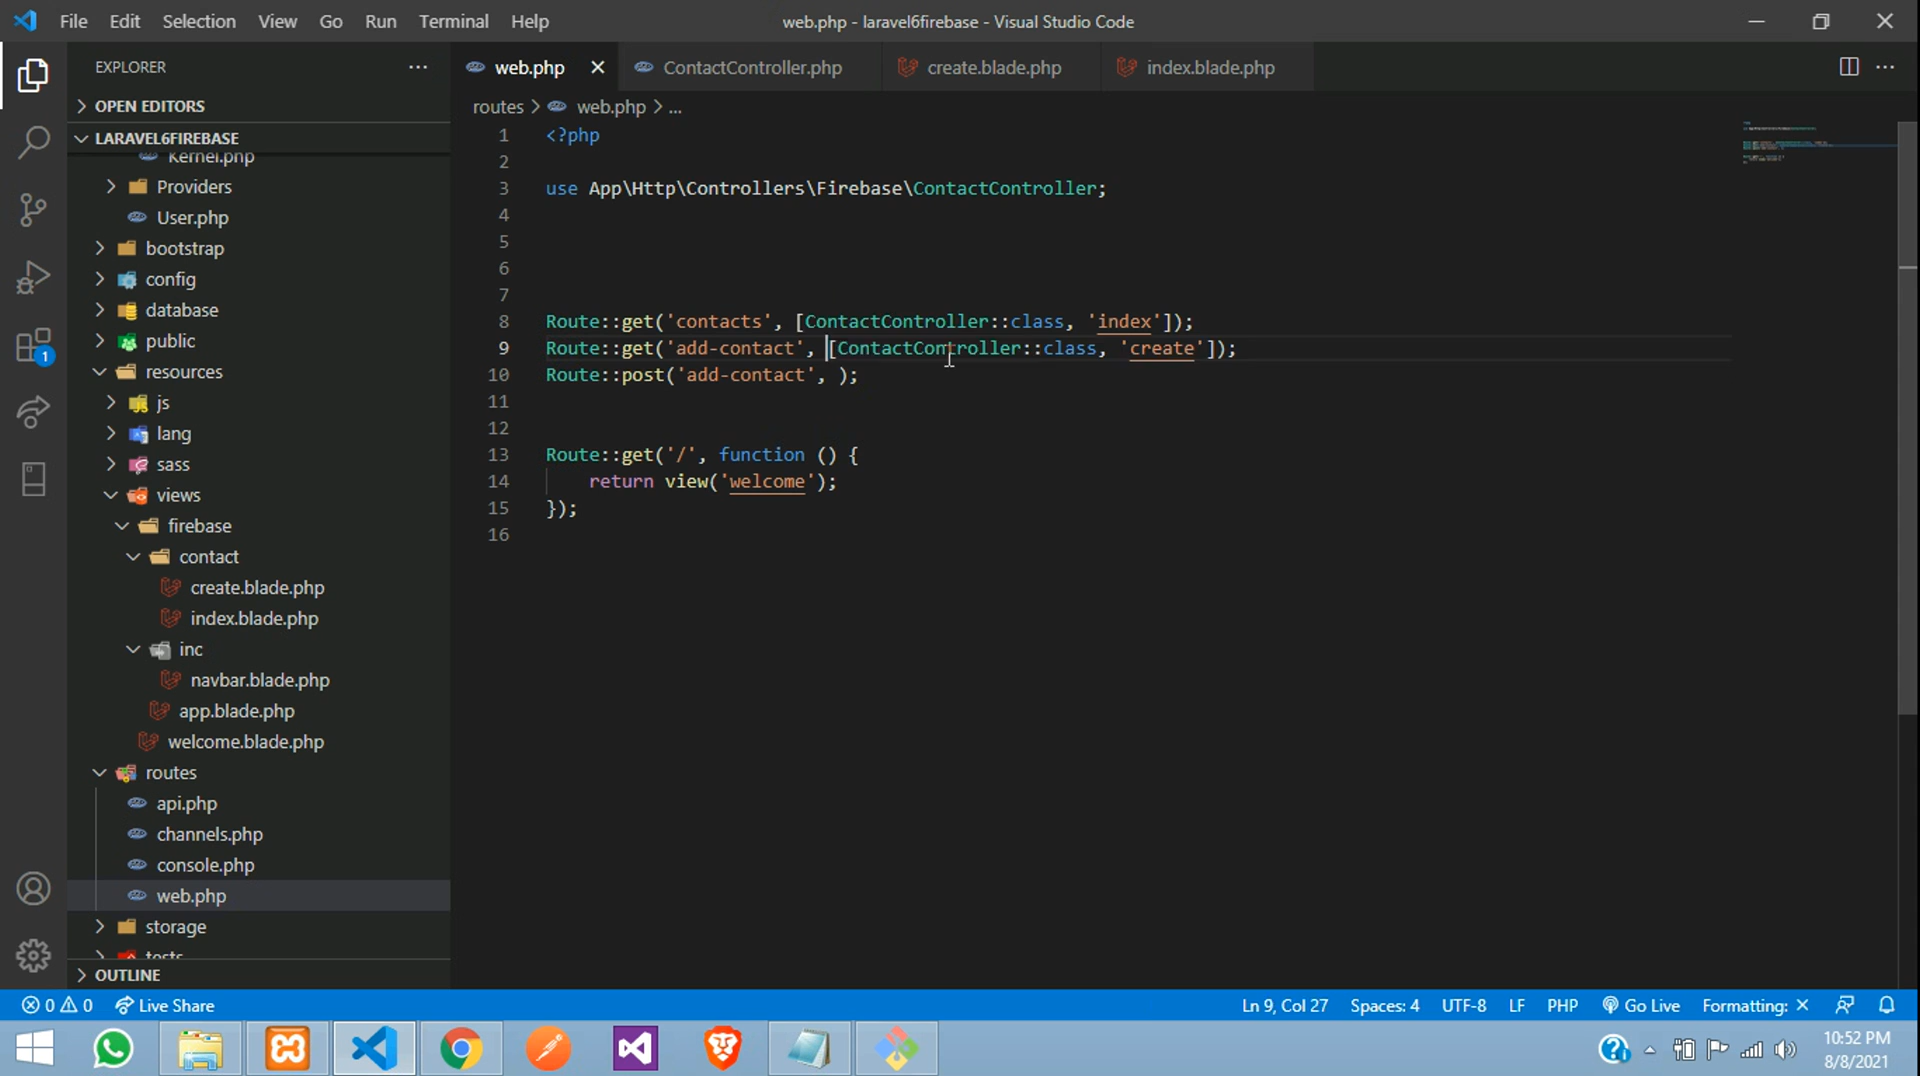 File Edit Selection View Go Run Terminal Help web.php - laravel6firebase - Visual Studio Code
EXPLORER
web.php ContactController.php create.blade.php index.blade.php
OPEN EDITORS
routes > web.php > ...
LARAVEL6FIREBASE
Kernel.php
Providers
User.php
bootstrap
config
database
public
resources
js
lang
sass
views
firebase
contact
create.blade.php
index.blade.php
inc
navbar.blade.php
app.blade.php
welcome.blade.php
routes
api.php
channels.php
console.php
web.php
storage
tests
OUTLINE
1 <?php
2
3 use App\Http\Controllers\Firebase\ContactController;
4
5
6
7
8 Route::get('contacts', [ContactController::class, 'index']);
9 Route::get('add-contact', [ContactController::class, 'create']);
10 Route::post('add-contact', );
11
12
13 Route::get('/', function () {
14 return view('welcome');
15 });
16
1
0 0 Live Share Ln 9, Col 27 Spaces: 4 UTF-8 LF PHP Go Live Formatting: ×
10:52 PM
8/8/2021